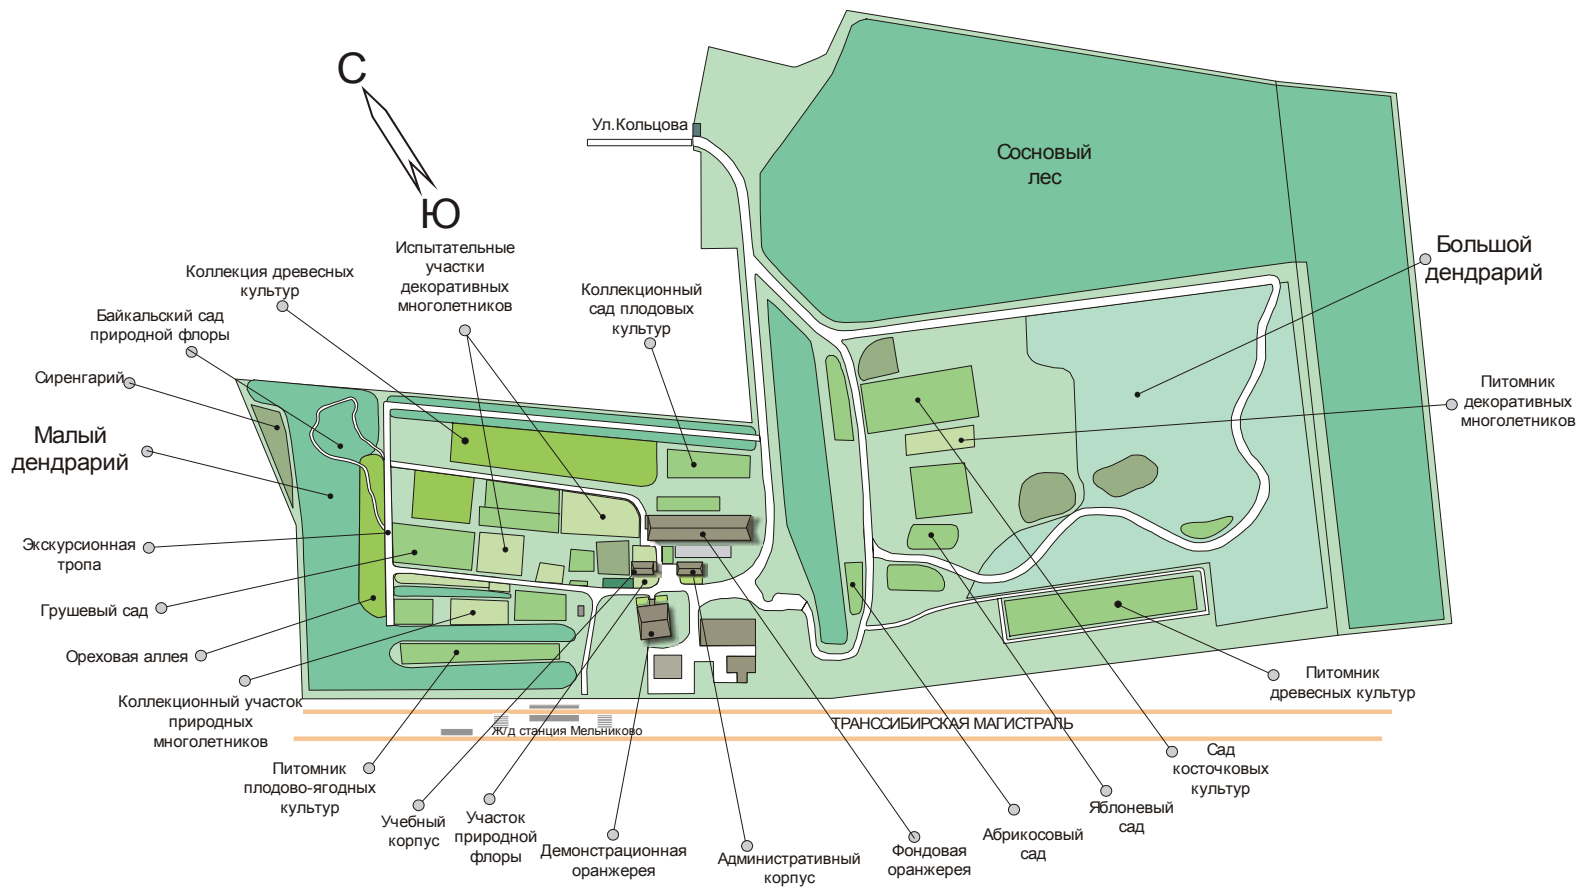 С
Ю
Ул.Кольцова
Сосновый
лес
Большой
дендрарий
Испытательные
участки
декоративных
многолетников
Коллекция древесных
культур
Коллекционный
сад плодовых
культур
Байкальский сад
природной флоры
Сиренгарий
Питомник
декоративных
многолетников
Малый
дендрарий
Экскурсионная
тропа
Грушевый сад
Ореховая аллея
Коллекционный участок
природных
многолетников
Питомник
древесных культур
ТРАНССИБИРСКАЯ МАГИСТРАЛЬ
Ж/д станция Мельниково
Питомник
плодово-ягодных
культур
Учебный
корпус
Участок
природной
флоры
Демонстрационная
оранжерея
Административный
корпус
Фондовая
оранжерея
Абрикосовый
сад
Яблоневый
сад
Сад
косточковых
культур